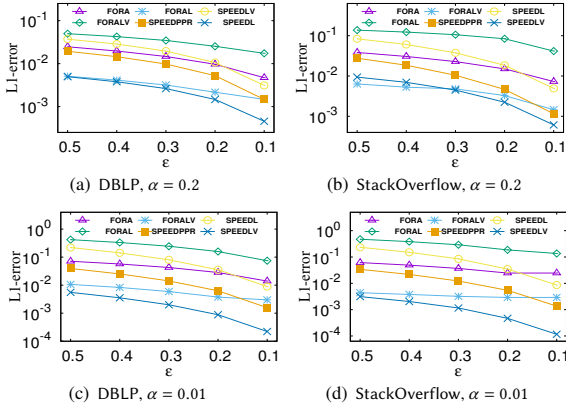 FORA FORALV SPEEDL
FORAL SPEEDPPR SPEEDLV
L1-error
10⁻¹
10⁻²
10⁻³
0.5 0.4 0.3 0.2 0.1
ε
(a) DBLP, α = 0.2
FORA FORALV SPEEDL
FORAL SPEEDPPR SPEEDLV
L1-error
10⁻¹
10⁻²
10⁻³
0.5 0.4 0.3 0.2 0.1
ε
(b) StackOverflow, α = 0.2
FORA FORALV SPEEDL
FORAL SPEEDPPR SPEEDLV
L1-error
10⁰
10⁻¹
10⁻²
10⁻³
10⁻⁴
0.5 0.4 0.3 0.2 0.1
ε
(c) DBLP, α = 0.01
FORA FORALV SPEEDL
FORAL SPEEDPPR SPEEDLV
L1-error
10⁰
10⁻¹
10⁻²
10⁻³
10⁻⁴
0.5 0.4 0.3 0.2 0.1
ε
(d) StackOverflow, α = 0.01